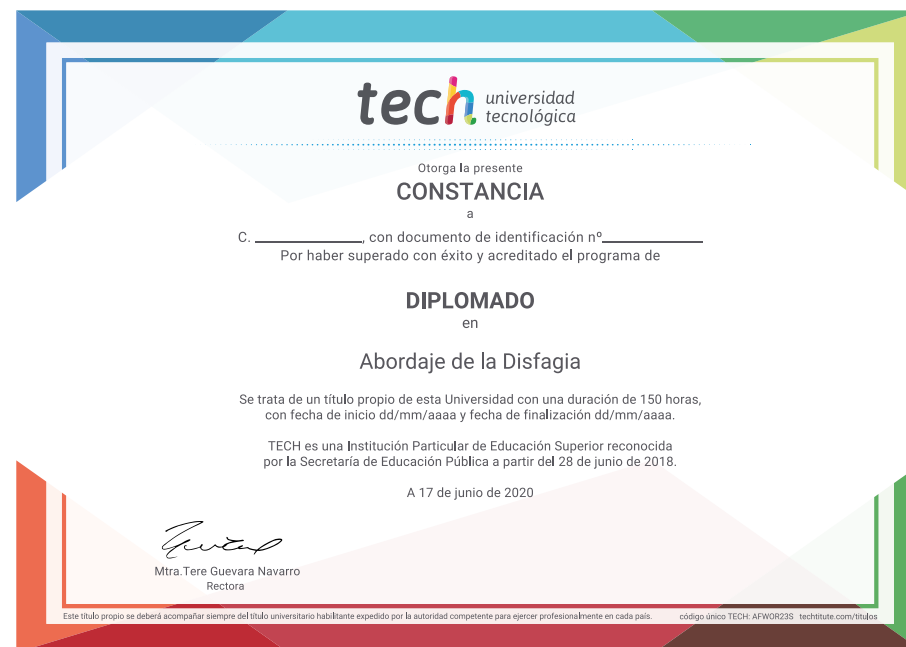 tech universidad
tecnológica
Otorga la presente
CONSTANCIA
a
C. ____________, con documento de identificación nº____________
Por haber superado con éxito y acreditado el programa de
DIPLOMADO
en
Abordaje de la Disfagia
Se trata de un título propio de esta Universidad con una duración de 150 horas,
con fecha de inicio dd/mm/aaaa y fecha de finalización dd/mm/aaaa.
TECH es una Institución Particular de Educación Superior reconocida
por la Secretaría de Educación Pública a partir del 28 de junio de 2018.
A 17 de junio de 2020
Mtra.Tere Guevara Navarro
Rectora
Este título propio se deberá acompañar siempre del título universitario habilitante expedido por la autoridad competente para ejercer profesionalmente en cada país. código único TECH: AFWOR23S techtitute.com/titulos